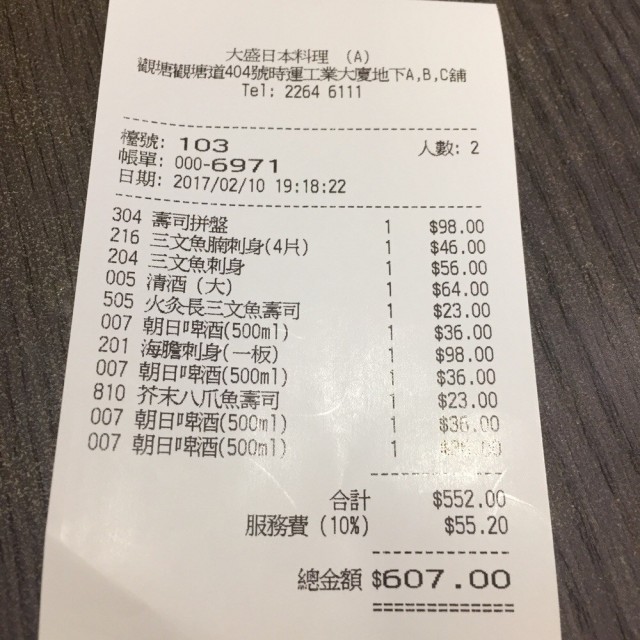 大盛日本料理 (A)
觀塘觀塘道404號時運工業大廈地下A,B,C舖
Tel: 2264 6111
檯號: 103 人數: 2
帳單: 000-6971
日期: 2017/02/10 19:18:22
304 壽司拼盤 1 $98.00
216 三文魚腩刺身(4片) 1 $46.00
204 三文魚刺身 1 $56.00
005 清酒 (大) 1 $64.00
505 火灸長三文魚壽司 1 $23.00
007 朝日啤酒(500ml) 1 $36.00
201 海膽刺身(一板) 1 $98.00
007 朝日啤酒(500ml) 1 $36.00
810 芥末八爪魚壽司 1 $23.00
007 朝日啤酒(500ml) 1 $36.00
007 朝日啤酒(500ml) 1
合計 $552.00
服務費 (10%) $55.20
總金額 $607.00